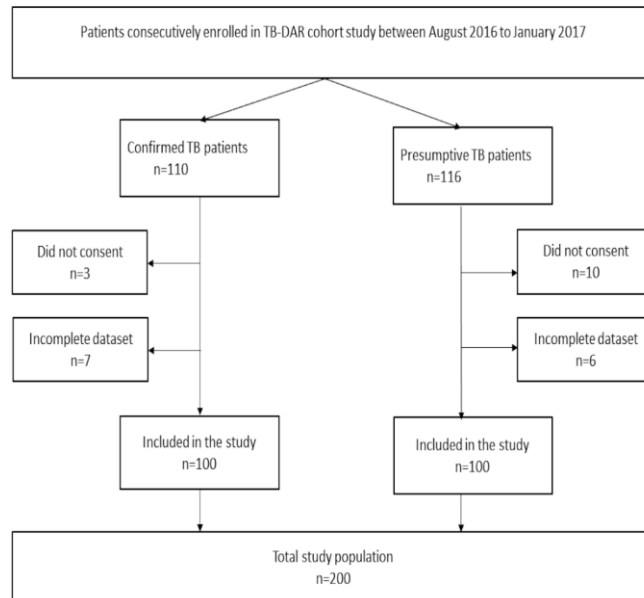 Patients consecutively enrolled in TB-DAR cohort study between August 2016 to January 2017
Confirmed TB patients
n=110
Presumptive TB patients
n=116
Did not consent
n=3
Did not consent
n=10
Incomplete dataset
n=7
Incomplete dataset
n=6
Included in the study
n=100
Included in the study
n=100
Total study population
n=200